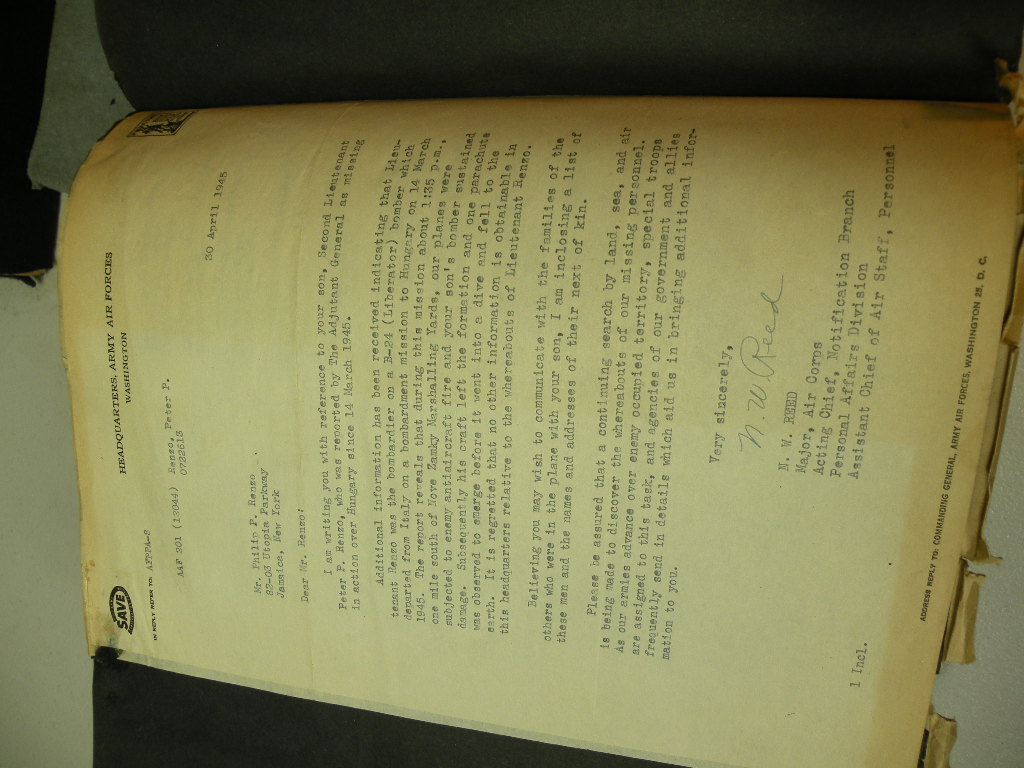 HEADQUARTERS, ARMY AIR FORCES
WASHINGTON
SAVE
IN REPLY REFER TO: AFPPA-8
30 April 1945
AAF 201 (13044) Renzo, Peter P.
0782613
Mr. Philip P. Renzo
82-03 Utopia Parkway
Jamaica, New York
Dear Mr. Renzo:
I am writing you with reference to your son, Second Lieutenant
Peter P. Renzo, who was reported by The Adjutant General as missing
in action over Hungary since 14 March 1945.
Additional information has been received indicating that Lieu-
tenant Renzo was the bombardier on a B-24 (Liberator) bomber which
departed from Italy on a bombardment mission to Hungary on 14 March
1945. The report reveals that during this mission about 1:35 p.m.,
one mile south of Nove Zamky Marshalling Yards, our planes were
subjected to enemy antiaircraft fire and your son's bomber sustained
damage. Subsequently his craft left the formation and one parachute
was observed to emerge before it went into a dive and fell to the
earth. It is regretted that no other information is obtainable in
this headquarters relative to the whereabouts of Lieutenant Renzo.
Believing you may wish to communicate with the families of the
others who were in the plane with your son, I am inclosing a list of
these men and the names and addresses of their next of kin.
Please be assured that a continuing search by land, sea, and air
is being made to discover the whereabouts of our missing personnel.
As our armies advance over enemy occupied territory, special troops
are assigned to this task, and agencies of our government and allies
frequently send in details which aid us in bringing additional infor-
mation to you.
Very sincerely,
N. W. Reed
N. W. REED
Major, Air Corps
Acting Chief, Notification Branch
Personal Affairs Division
Assistant Chief of Air Staff, Personnel
1 Incl.
ADDRESS REPLY TO: COMMANDING GENERAL, ARMY AIR FORCES, WASHINGTON 25, D. C.